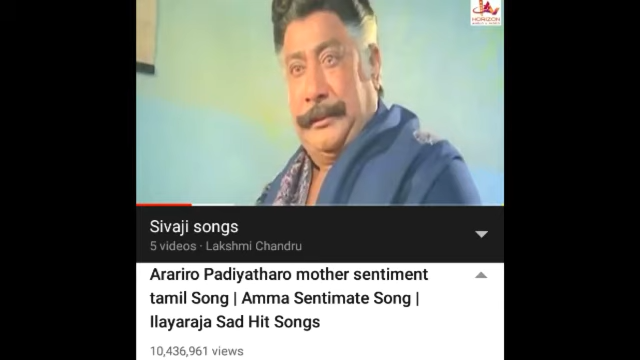 HORIZON
Sivaji songs
5 videos · Lakshmi Chandru
Arariro Padiyatharo mother sentiment
tamil Song | Amma Sentimate Song |
Ilayaraja Sad Hit Songs
10,436,961 views